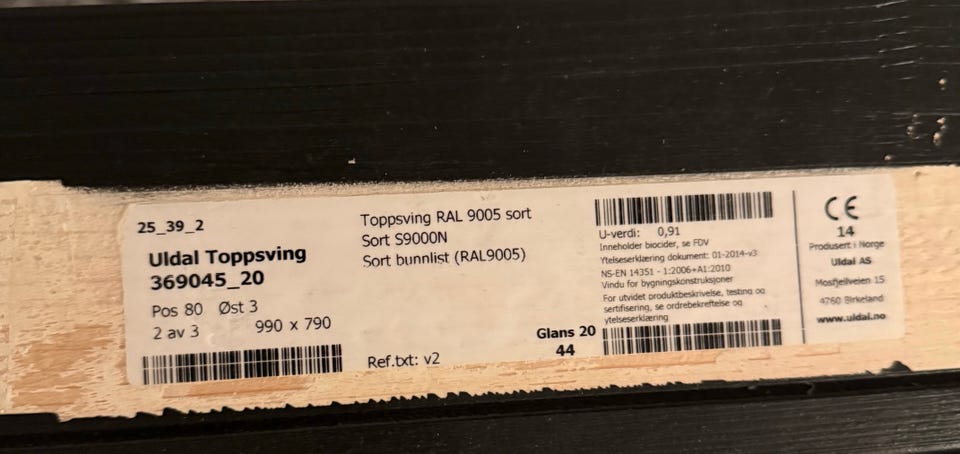 25_39_2
Uldal Toppsving
369045_20
Pos 80 Øst 3
2 av 3 990 x 790
Toppsving RAL 9005 sort
Sort S9000N
Sort bunnlist (RAL9005)
Ref.txt: v2
Glans 20
44
U-verdi: 0,91
Inneholder biocider, se FDV
Ytelseserklæring dokument: 01-2014-v3
NS-EN 14351 - 1:2006+A1:2010
Vindu for bygningskonstruksjoner
For utvidet produktbeskrivelse, testing og
sertifisering, se ordrebekreftelse og
ytelseserklæring
CE
14
Produsert i Norge
Uldal AS
Mosfjellveien 15
4760 Birkeland
www.uldal.no